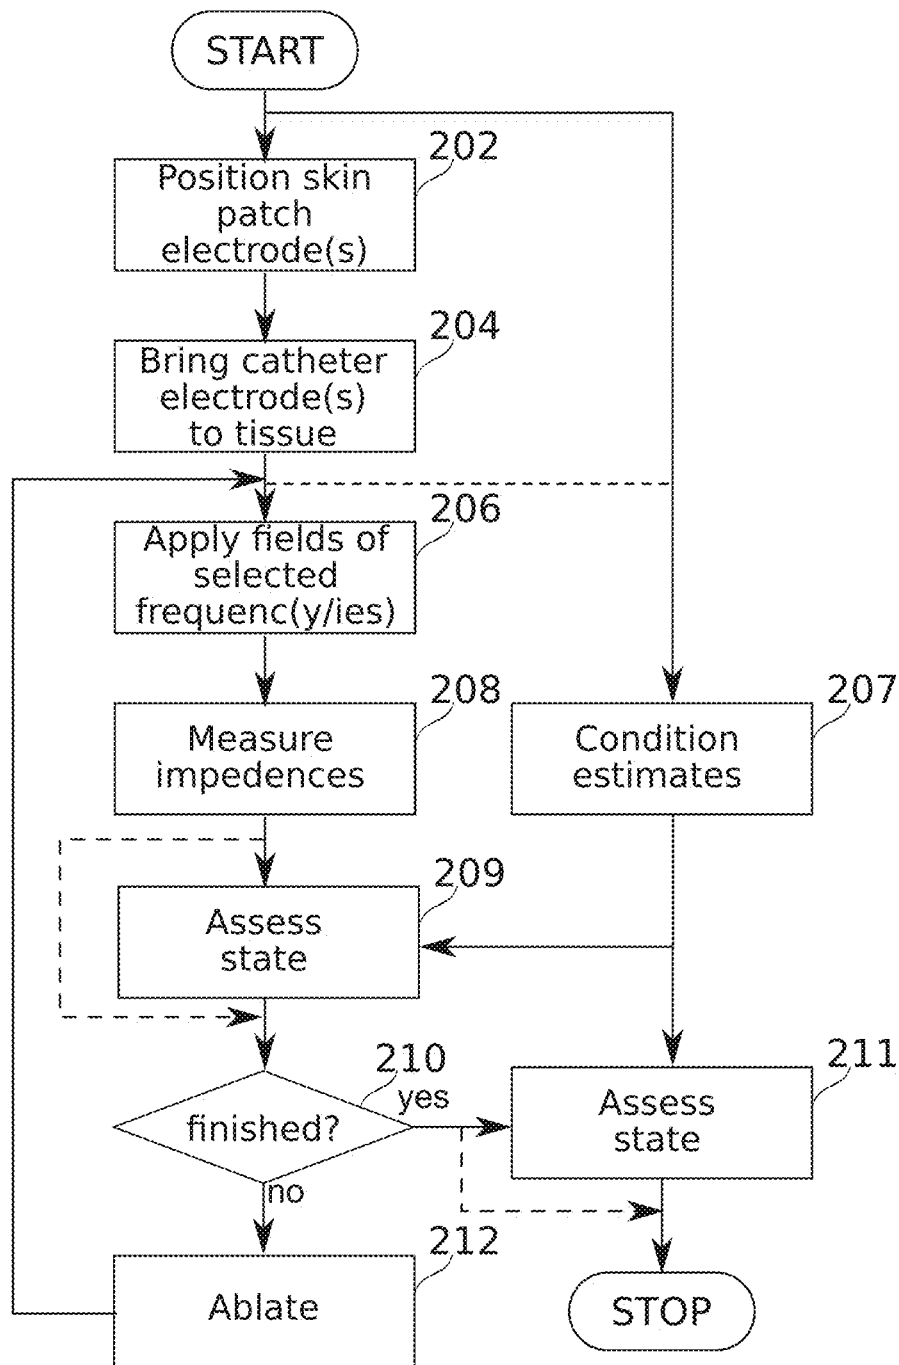 START
202
Position skin
patch
electrode(s)
204
Bring catheter
electrode(s)
to tissue
206
Apply fields of
selected
frequenc(y/ies)
208
Measure
impedences
207
Condition
estimates
209
Assess
state
210
finished?
yes
no
211
Assess
state
212
Ablate
STOP